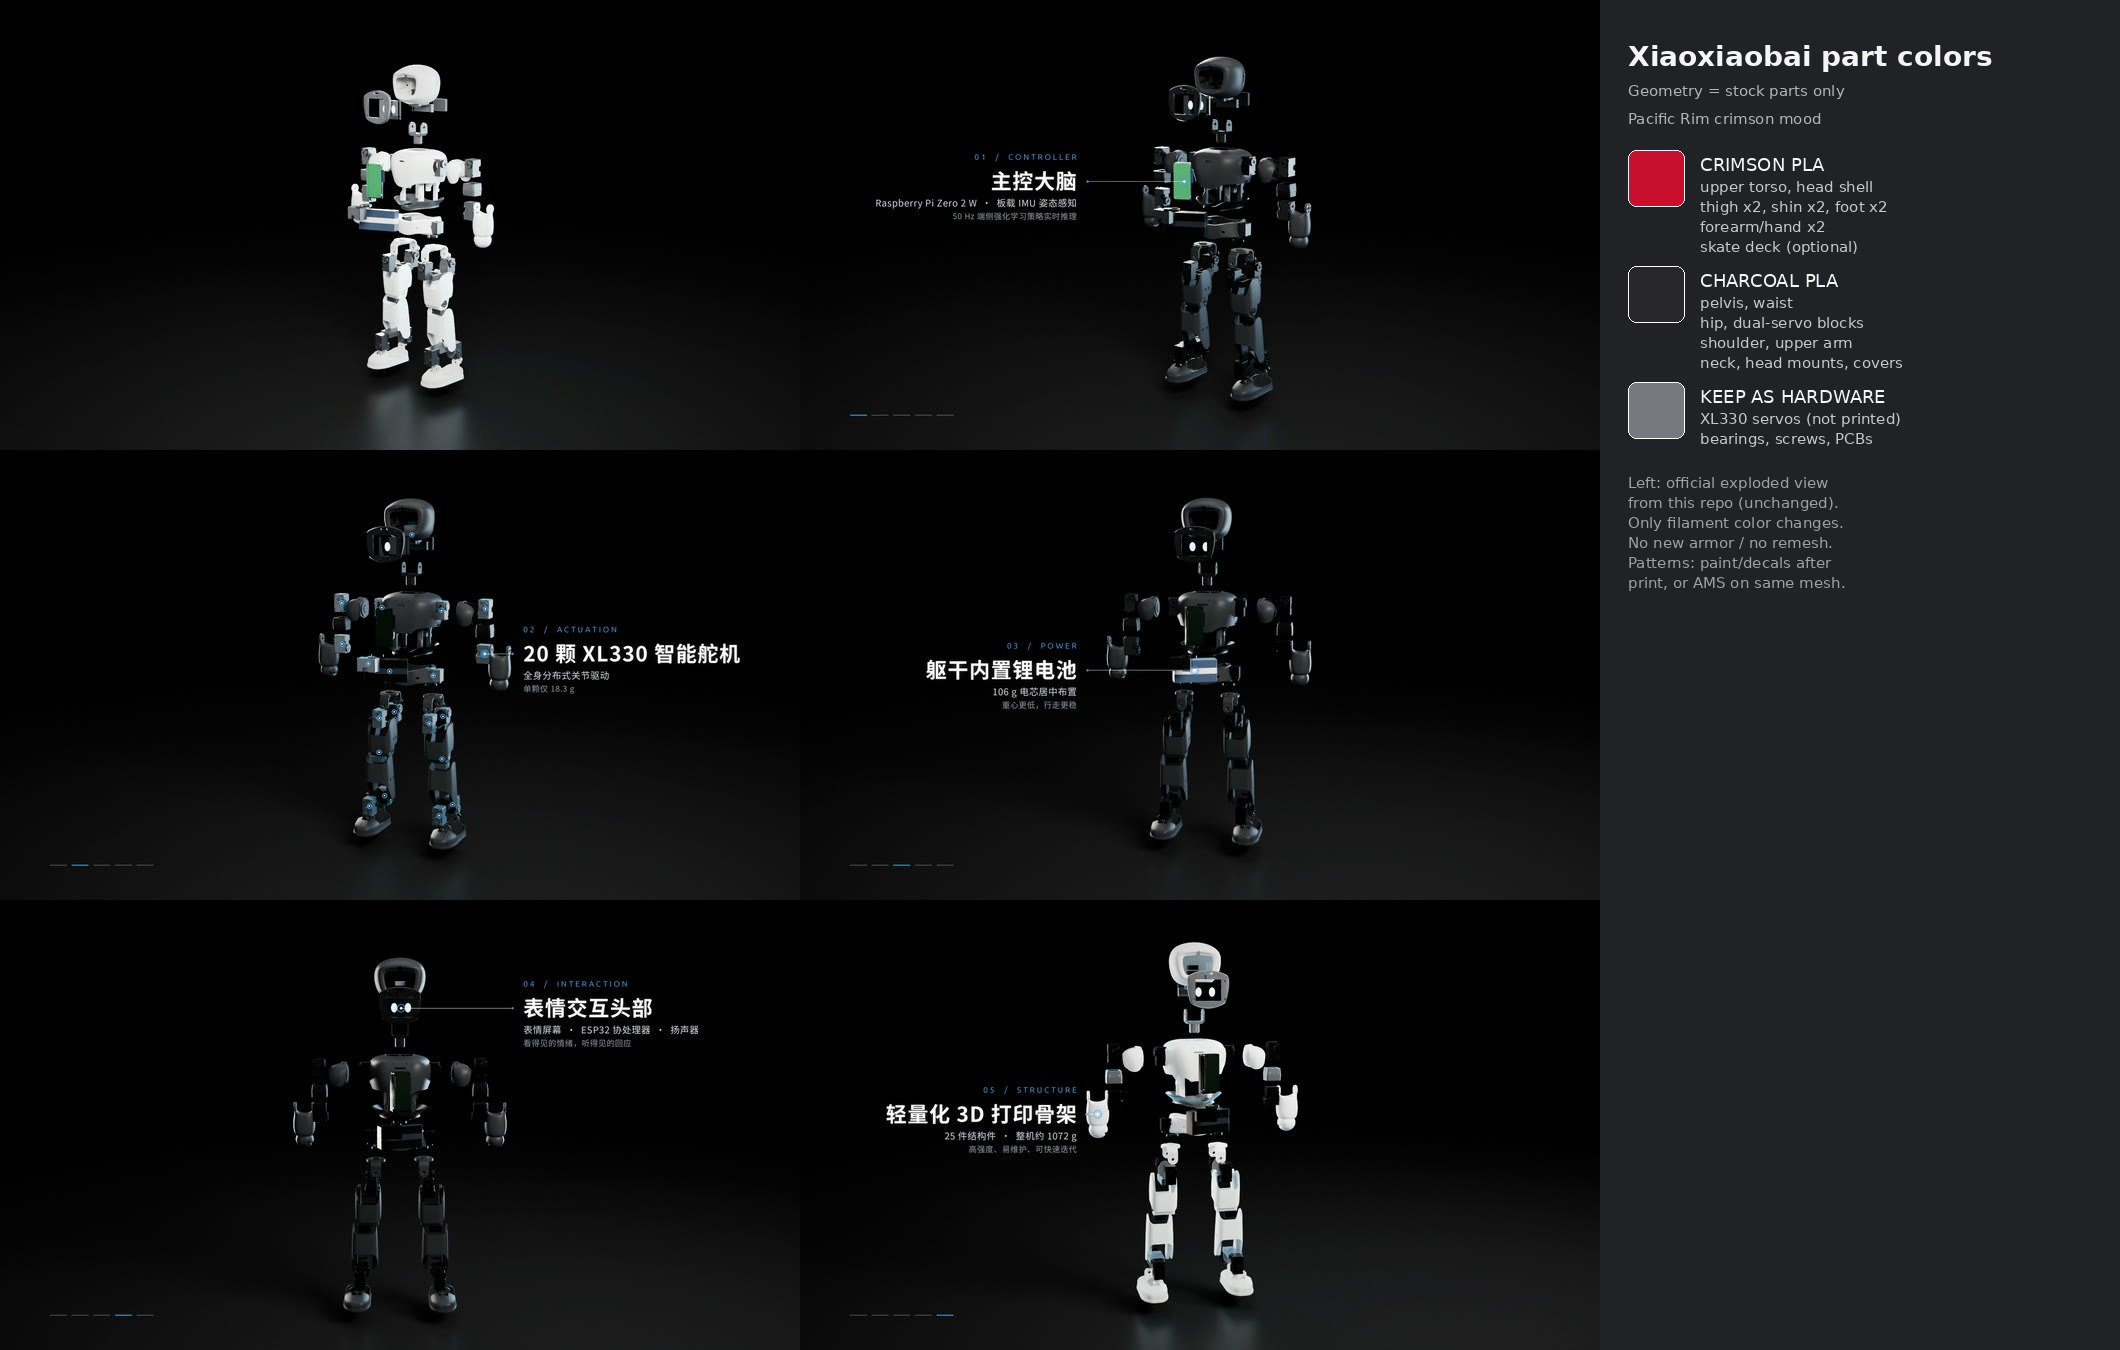 01 / CONTROLLER
主控大脑
Raspberry Pi Zero 2 W · 板载 IMU 姿态感知
50 Hz 端侧强化学习策略实时推理
02 / ACTUATION
20 颗 XL330 智能舵机
全身分布式关节驱动
单颗仅 18.3 g
03 / POWER
躯干内置锂电池
106 g 电芯居中布置
重心更低，行走更稳
04 / INTERACTION
表情交互头部
表情屏幕 · ESP32 协处理器 · 扬声器
看得见的情绪，听得见的回应
05 / STRUCTURE
轻量化 3D 打印骨架
25 件结构件 · 整机约 1072 g
高强度、易维护、可快速迭代
Xiaoxiaobai part colors
Geometry = stock parts only
Pacific Rim crimson mood
CRIMSON PLA
upper torso, head shell
thigh x2, shin x2, foot x2
forearm/hand x2
skate deck (optional)
CHARCOAL PLA
pelvis, waist
hip, dual-servo blocks
shoulder, upper arm
neck, head mounts, covers
KEEP AS HARDWARE
XL330 servos (not printed)
bearings, screws, PCBs
Left: official exploded view
from this repo (unchanged).
Only filament color changes.
No new armor / no remesh.
Patterns: paint/decals after
print, or AMS on same mesh.